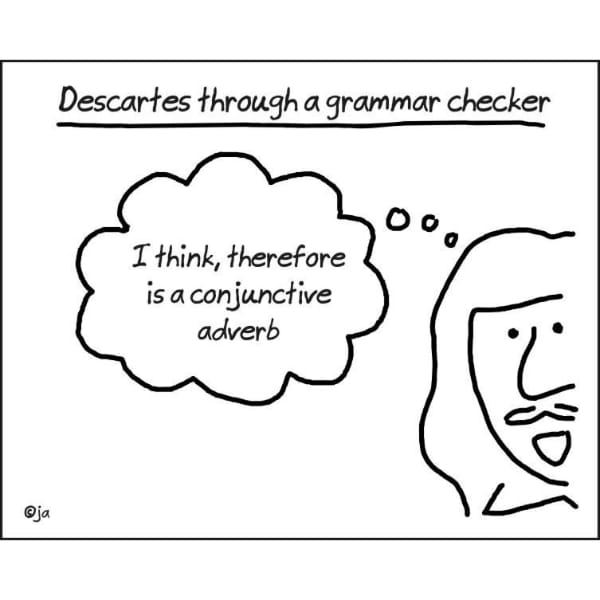 Descartes through a grammar checker
I think, therefore
is a conjunctive
adverb
©ja